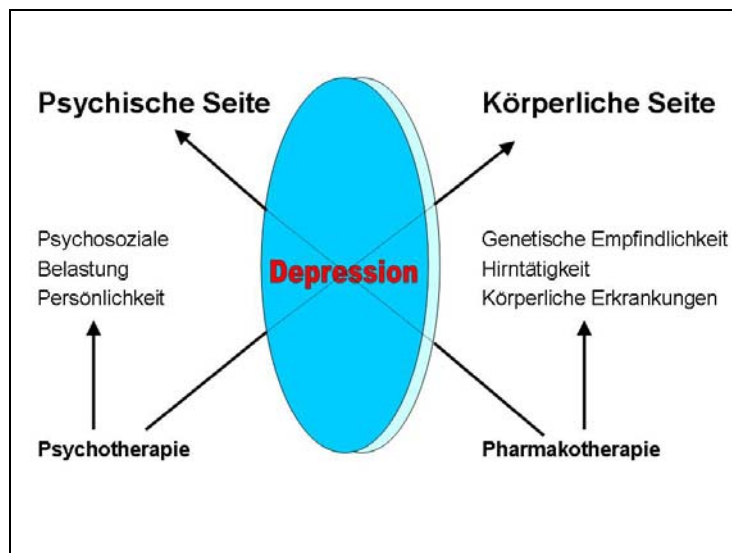 Psychische Seite
Körperliche Seite
Psychosoziale
Belastung
Persönlichkeit
Depression
Genetische Empfindlichkeit
Hirntätigkeit
Körperliche Erkrankungen
Psychotherapie
Pharmakotherapie